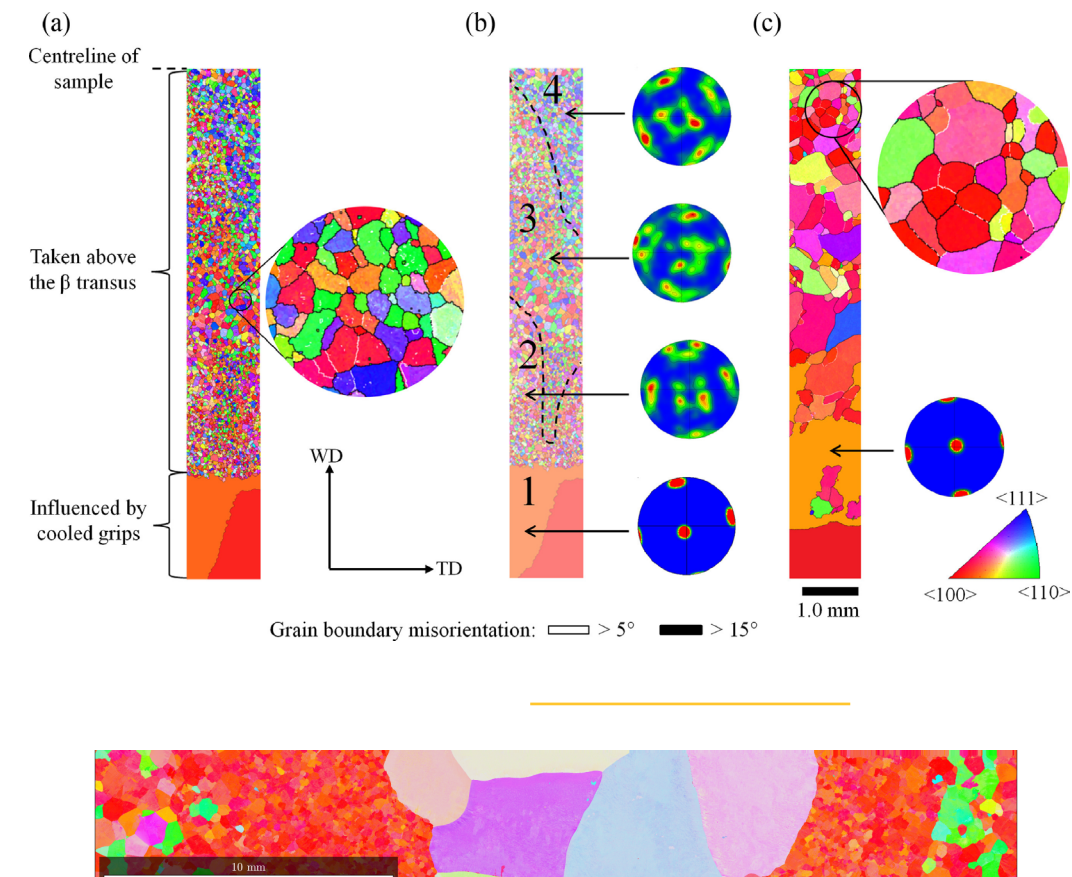 (a)
(b)
(c)
Centreline of
sample
4
3
Taken above
the β transus
2
WD
1
Influenced by
cooled grips
TD
<111>
<100>
<110>
1.0 mm
Grain boundary misorientation: > 5° > 15°
10 mm